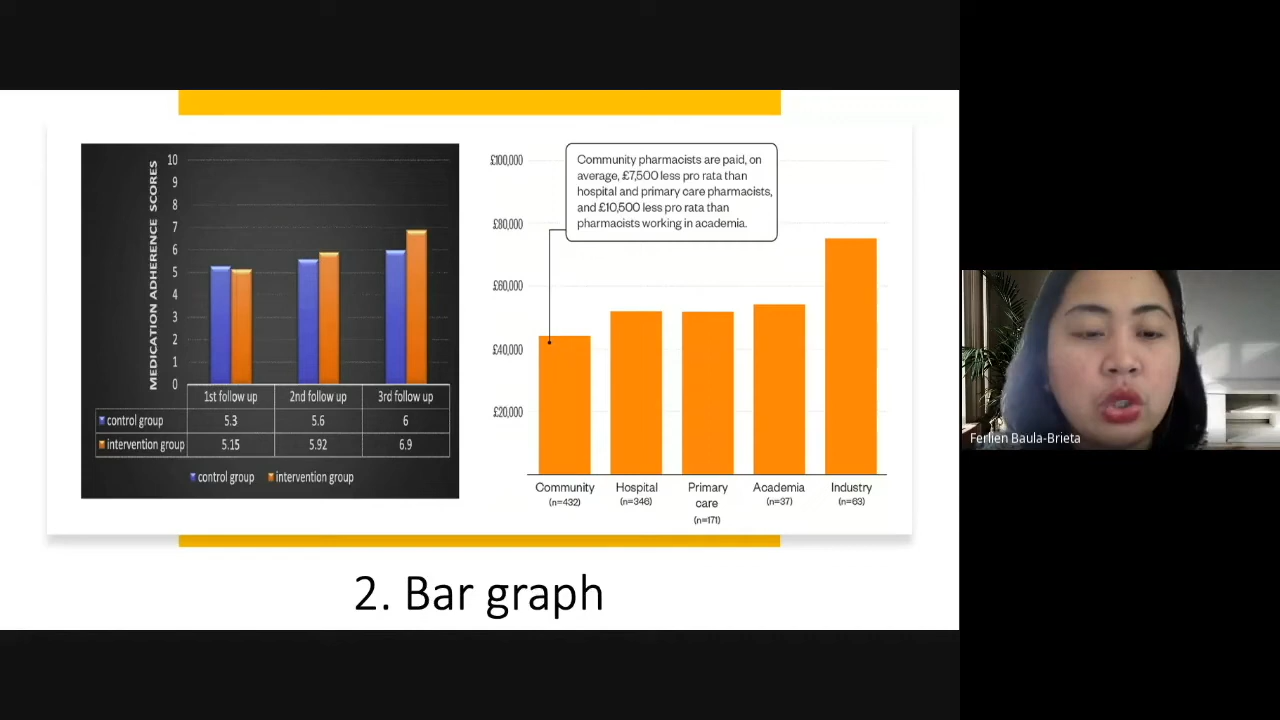 MEDICATION ADHERENCE SCORES
10
9
8
7
6
5
4
3
2
1
0
1st follow up 2nd follow up 3rd follow up
control group 5.3 5.6 6
intervention group 5.15 5.92 6.9
control group intervention group
£100,000
£80,000
£60,000
£40,000
£20,000
Community pharmacists are paid, on
average, £7,500 less pro rata than
hospital and primary care pharmacists,
and £10,500 less pro rata than
pharmacists working in academia.
Community
(n=432)
Hospital
(n=346)
Primary
care
(n=171)
Academia
(n=37)
Industry
(n=63)
2. Bar graph
Ferlien Baula-Brieta